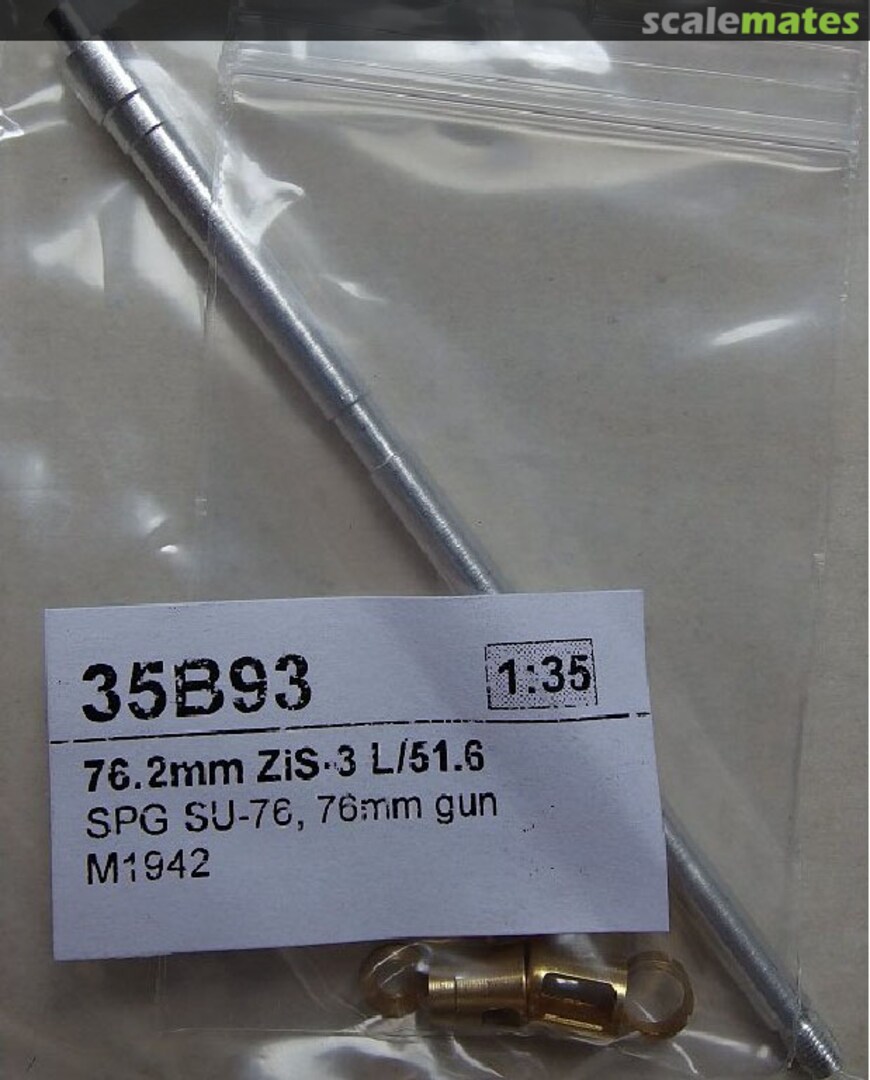 scalemates
35B93
1:35
76.2mm ZiS-3 L/51.6
SPG SU-76, 76mm gun
M1942